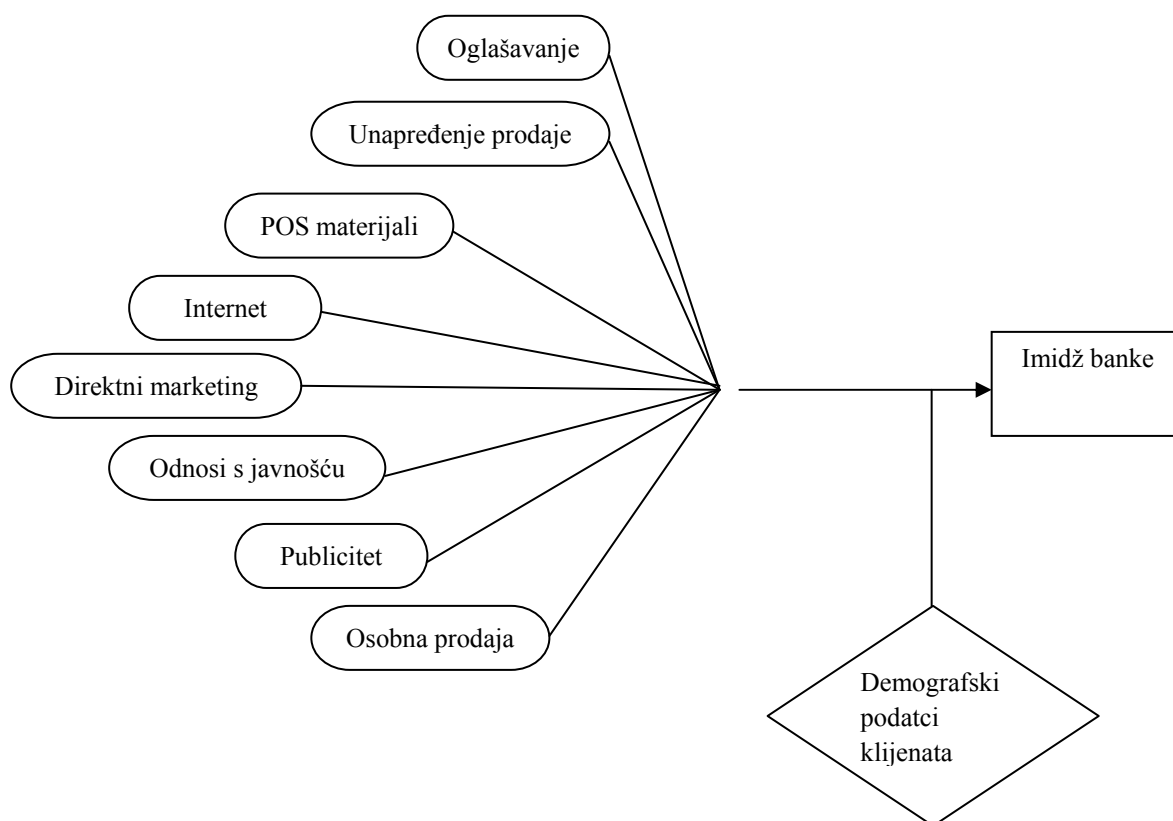 Oglašavanje
Unapređenje prodaje
POS materijali
Internet
Direktni marketing
Odnosi s javnošću
Publicitet
Osobna prodaja
Imidž banke
Demografski
podatci
klijenata